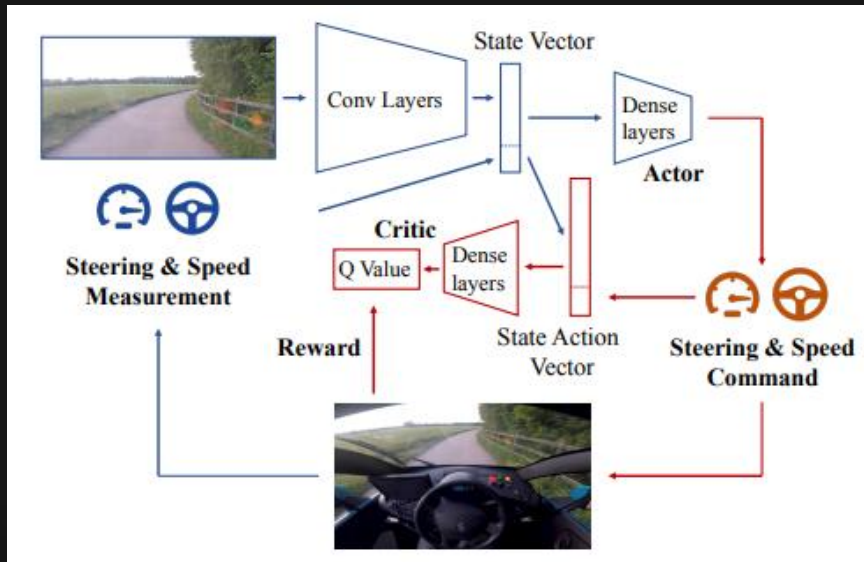 State Vector
Conv Layers
Dense
layers
Actor
Critic
Steering & Speed
Measurement
Q Value
Dense
layers
Reward
State Action
Vector
Steering & Speed
Command